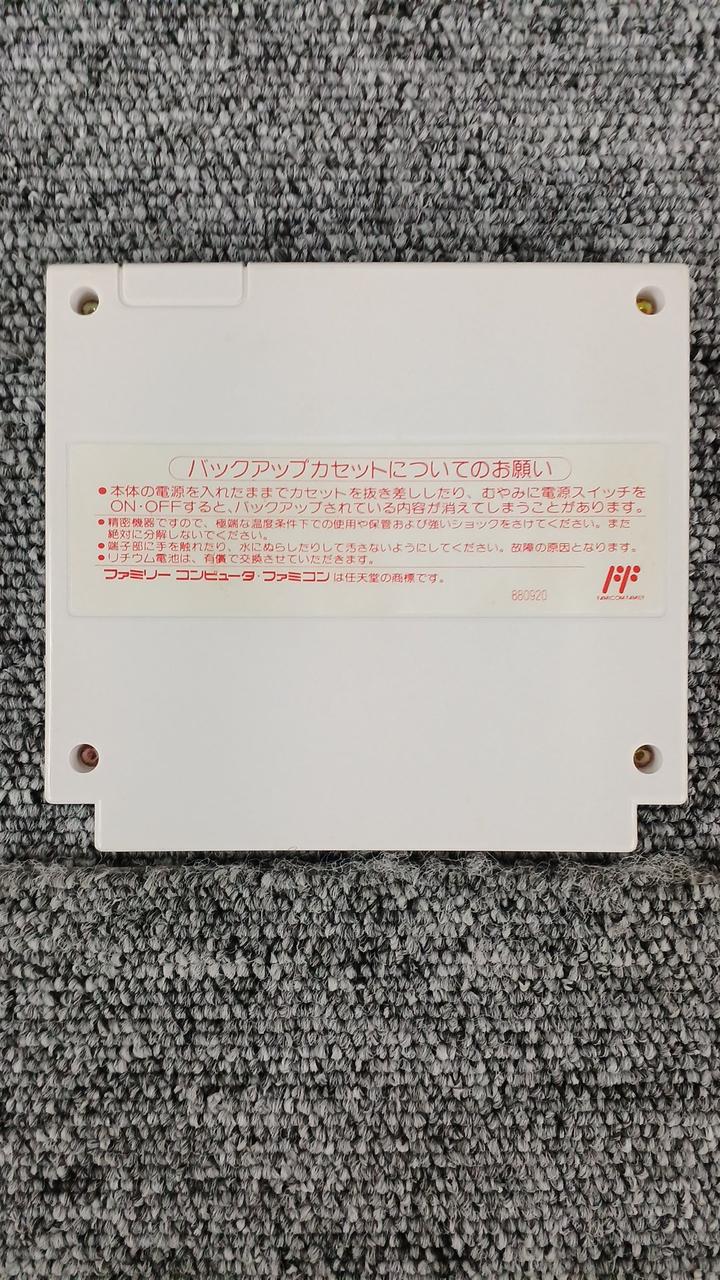 バックアップカセットについてのお願い
●本体の電源を入れたままでカセットを抜き差ししたり、むやみに電源スイッチを
ON・OFFすると、バックアップされている内容が消えてしまうことがあります。
●精密機器ですので、極端な温度条件下での使用や保管および強いショックをさけてください。また
絶対に分解しないでください。
●端子部に手を触れたり、水にぬらしたりして汚さないようにしてください。故障の原因となります。
●リチウム電池は、有償で交換させていただきます。
ファミリー コンピュータ・ファミコン は任天堂の商標です。
880920
FF
FAMICOM FAMILY